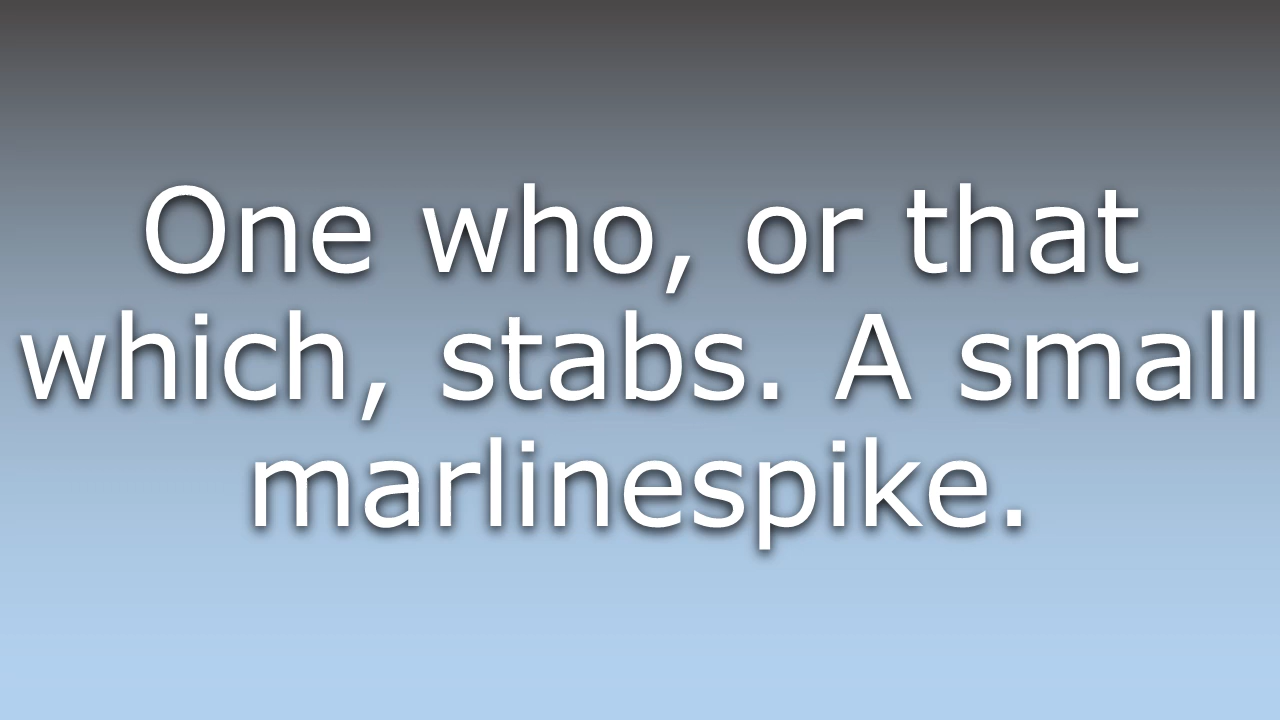 One who, or that
which, stabs. A small
marlinespike.